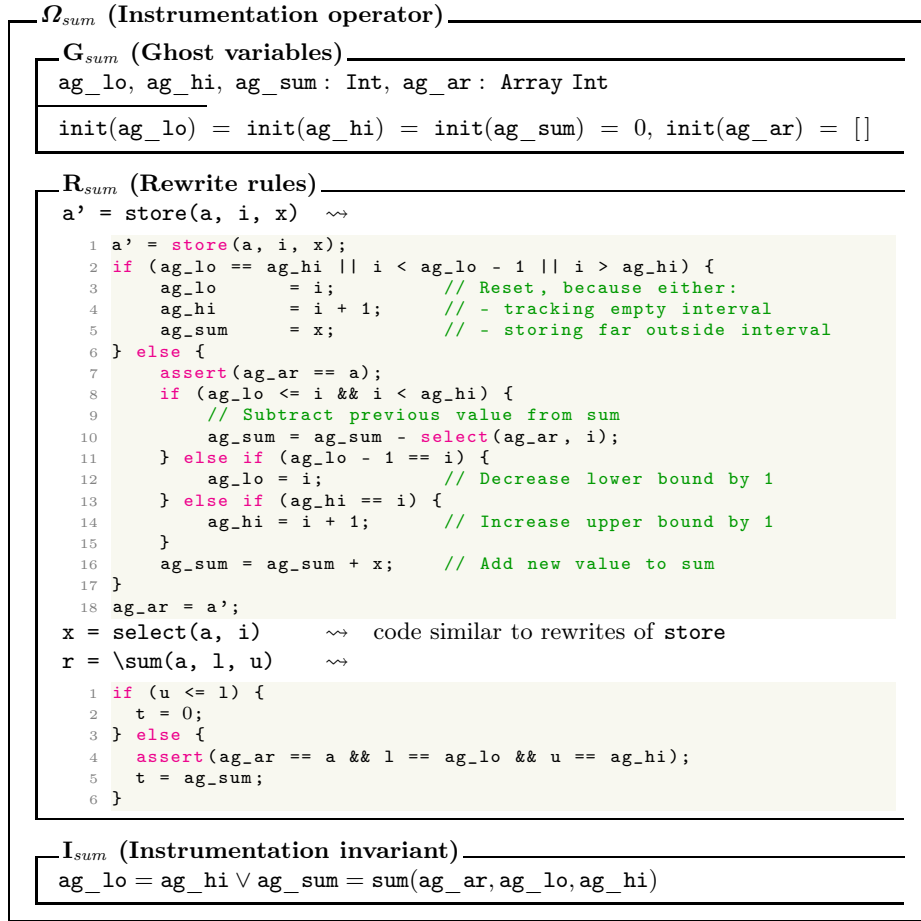 Ω_sum (Instrumentation operator)
G_sum (Ghost variables)
ag_lo, ag_hi, ag_sum : Int, ag_ar : Array Int
init(ag_lo) = init(ag_hi) = init(ag_sum) = 0, init(ag_ar) = []
R_sum (Rewrite rules)
a' = store(a, i, x) ⇝
1 a' = store(a, i, x);
2 if (ag_lo == ag_hi || i < ag_lo - 1 || i > ag_hi) {
3     ag_lo     = i;         // Reset, because either:
4     ag_hi     = i + 1;     // - tracking empty interval
5     ag_sum    = x;         // - storing far outside interval
6 } else {
7     assert(ag_ar == a);
8     if (ag_lo <= i && i < ag_hi) {
9         // Subtract previous value from sum
10         ag_sum = ag_sum - select(ag_ar, i);
11     } else if (ag_lo - 1 == i) {
12         ag_lo = i;         // Decrease lower bound by 1
13     } else if (ag_hi == i) {
14         ag_hi = i + 1;     // Increase upper bound by 1
15     }
16     ag_sum = ag_sum + x;   // Add new value to sum
17 }
18 ag_ar = a';
x = select(a, i) ⇝ code similar to rewrites of store
r = \sum(a, l, u) ⇝
1 if (u <= l) {
2   t = 0;
3 } else {
4   assert(ag_ar == a && l == ag_lo && u == ag_hi);
5   t = ag_sum;
6 }
I_sum (Instrumentation invariant)
ag_lo = ag_hi ∨ ag_sum = sum(ag_ar, ag_lo, ag_hi)